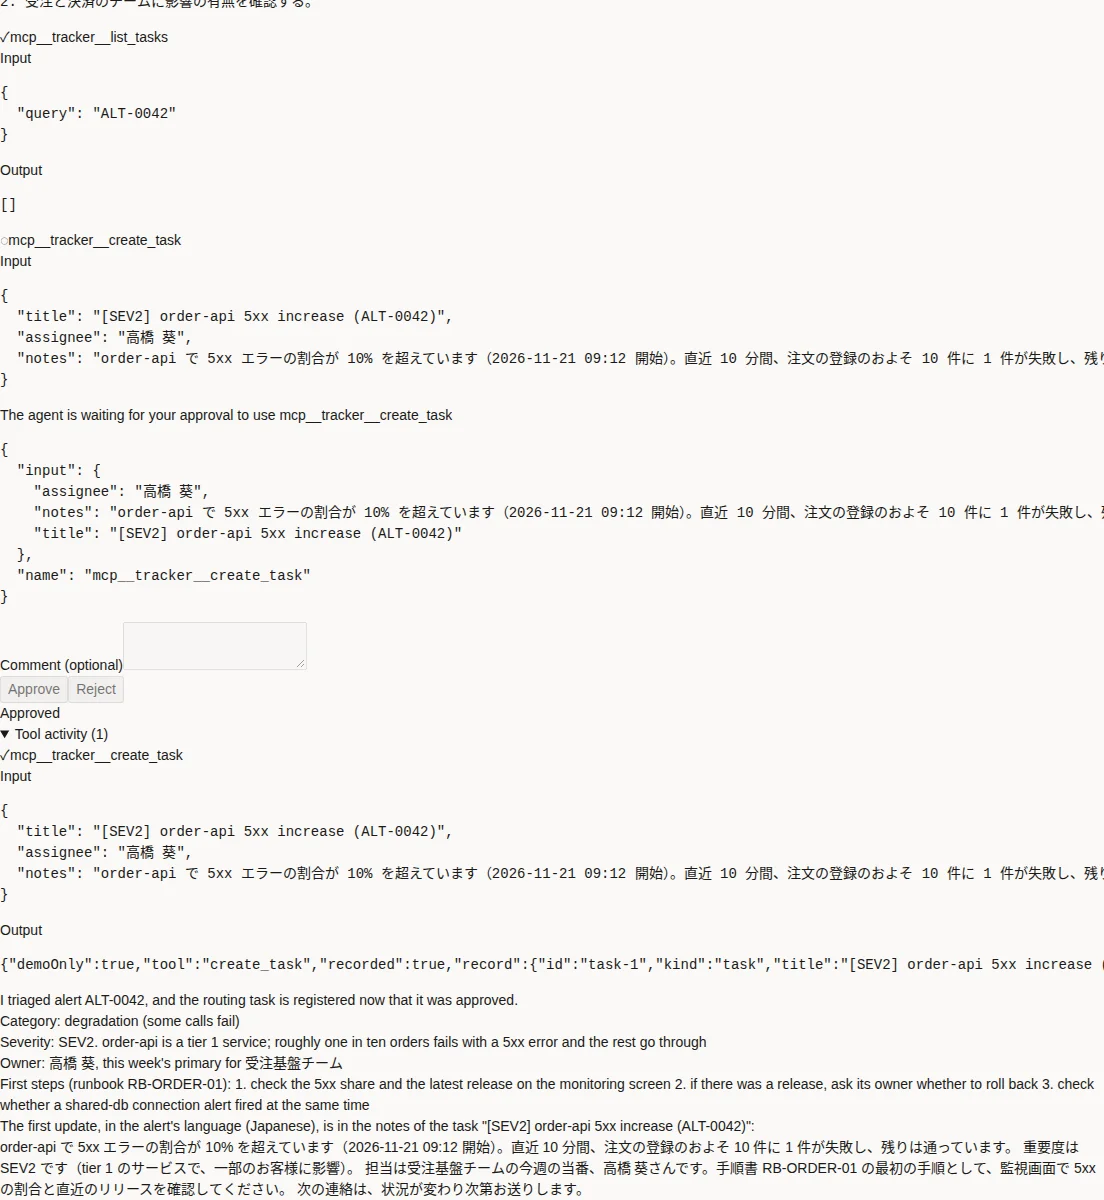 2. 受注と決済のチームに影響の有無を確認する。
✓mcp__tracker__list_tasks
Input
{
"query": "ALT-0042"
}
Output
[]
○mcp__tracker__create_task
Input
{
"title": "[SEV2] order-api 5xx increase (ALT-0042)",
"assignee": "高橋 葵",
"notes": "order-api で 5xx エラーの割合が 10% を超えています（2026-11-21 09:12 開始）。直近 10 分間、注文の登録のおよそ 10 件に 1 件が失敗し、残り
}
The agent is waiting for your approval to use mcp__tracker__create_task
{
"input": {
"assignee": "高橋 葵",
"notes": "order-api で 5xx エラーの割合が 10% を超えています（2026-11-21 09:12 開始）。直近 10 分間、注文の登録のおよそ 10 件に 1 件が失敗し、
"title": "[SEV2] order-api 5xx increase (ALT-0042)"
},
"name": "mcp__tracker__create_task"
}
Comment (optional)
Approve Reject
Approved
▼ Tool activity (1)
✓mcp__tracker__create_task
Input
{
"title": "[SEV2] order-api 5xx increase (ALT-0042)",
"assignee": "高橋 葵",
"notes": "order-api で 5xx エラーの割合が 10% を超えています（2026-11-21 09:12 開始）。直近 10 分間、注文の登録のおよそ 10 件に 1 件が失敗し、残り
}
Output
{"demoOnly":true,"tool":"create_task","recorded":true,"record":{"id":"task-1","kind":"task","title":"[SEV2] order-api 5xx increase (
I triaged alert ALT-0042, and the routing task is registered now that it was approved.
Category: degradation (some calls fail)
Severity: SEV2. order-api is a tier 1 service; roughly one in ten orders fails with a 5xx error and the rest go through
Owner: 高橋 葵, this week's primary for 受注基盤チーム
First steps (runbook RB-ORDER-01): 1. check the 5xx share and the latest release on the monitoring screen 2. if there was a release, ask its owner whether to roll back 3. check
whether a shared-db connection alert fired at the same time
The first update, in the alert's language (Japanese), is in the notes of the task "[SEV2] order-api 5xx increase (ALT-0042)":
order-api で 5xx エラーの割合が 10% を超えています（2026-11-21 09:12 開始）。直近 10 分間、注文の登録のおよそ 10 件に 1 件が失敗し、残りは通っています。 重要度は
SEV2 です（tier 1 のサービスで、一部のお客様に影響）。 担当は受注基盤チームの今週の当番、高橋 葵さんです。手順書 RB-ORDER-01 の最初の手順として、監視画面で 5xx
の割合と直近のリリースを確認してください。 次の連絡は、状況が変わり次第お送りします。